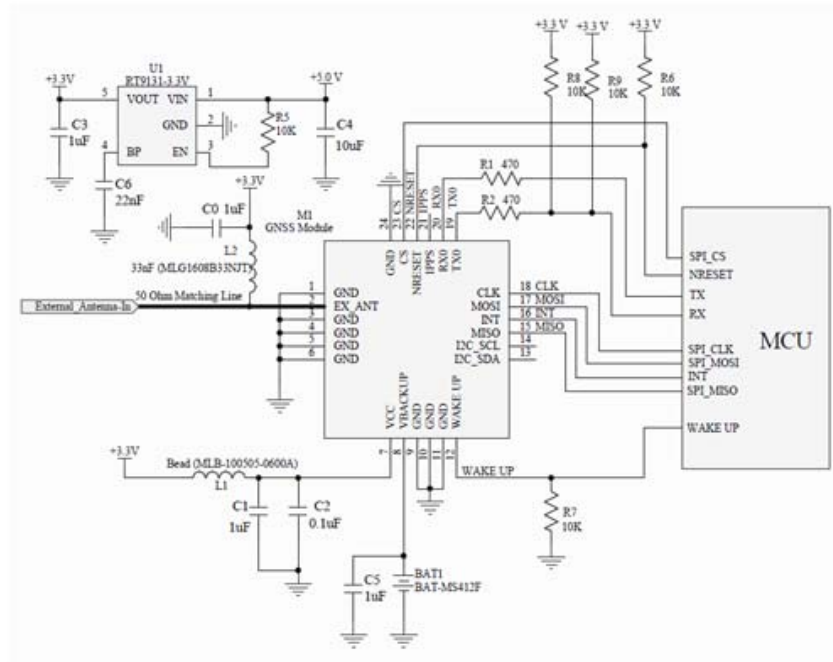 +3.3 V
+3.3 V
+3.3 V
U1
RT9131-3.3V
+3.3V
+5.0 V
5
VOUT
VIN
1
GND
2
4
BP
EN
3
C3
1uF
R5
10K
C4
10uF
C6
22nF
R8
10K
R9
10K
R6
10K
+3.3V
C0 1uF
L2
33nF (MLG1608B33NJT)
50 Ohm Matching Line
External_Antenna-In
M1
GNSS Module
R1 470
R2 470
24
23 CS
22 NRESET
21 IPPS
20 RX0
19 TX0
GND
CS
NRESET
IPPS
RX0
TX0
1
GND
2
EX_ANT
3
GND
4
GND
5
GND
6
GND
CLK
18 CLK
MOSI
17 MOSI
INT
16 INT
MISO
15 MISO
I2C_SCL
14
I2C_SDA
13
VCC
VBACKUP
GND
GND
GND
WAKE UP
7
8
9
10
11
12
SPI_CS
NRESET
TX
RX
SPI_CLK
SPI_MOSI
INT
SPI_MISO
WAKE UP
MCU
+3.3V
Bead (MLB-100505-0600A)
L1
C1
1uF
C2
0.1uF
WAKE UP
R7
10K
C5
1uF
BAT1
BAT-MS412F